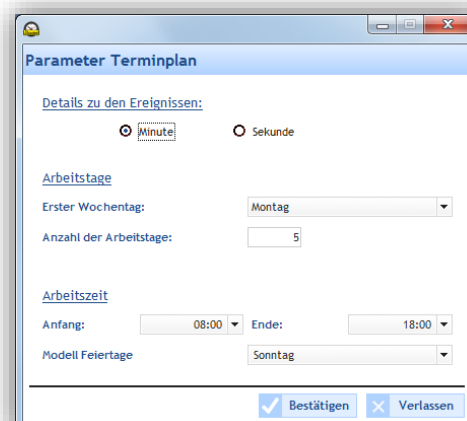 Parameter Terminplan
Details zu den Ereignissen:
Minute Sekunde
Arbeitstage
Erster Wochentag: Montag
Anzahl der Arbeitstage: 5
Arbeitszeit
Anfang: 08:00 Ende: 18:00
Modell Feiertage Sonntag
Bestätigen Verlassen